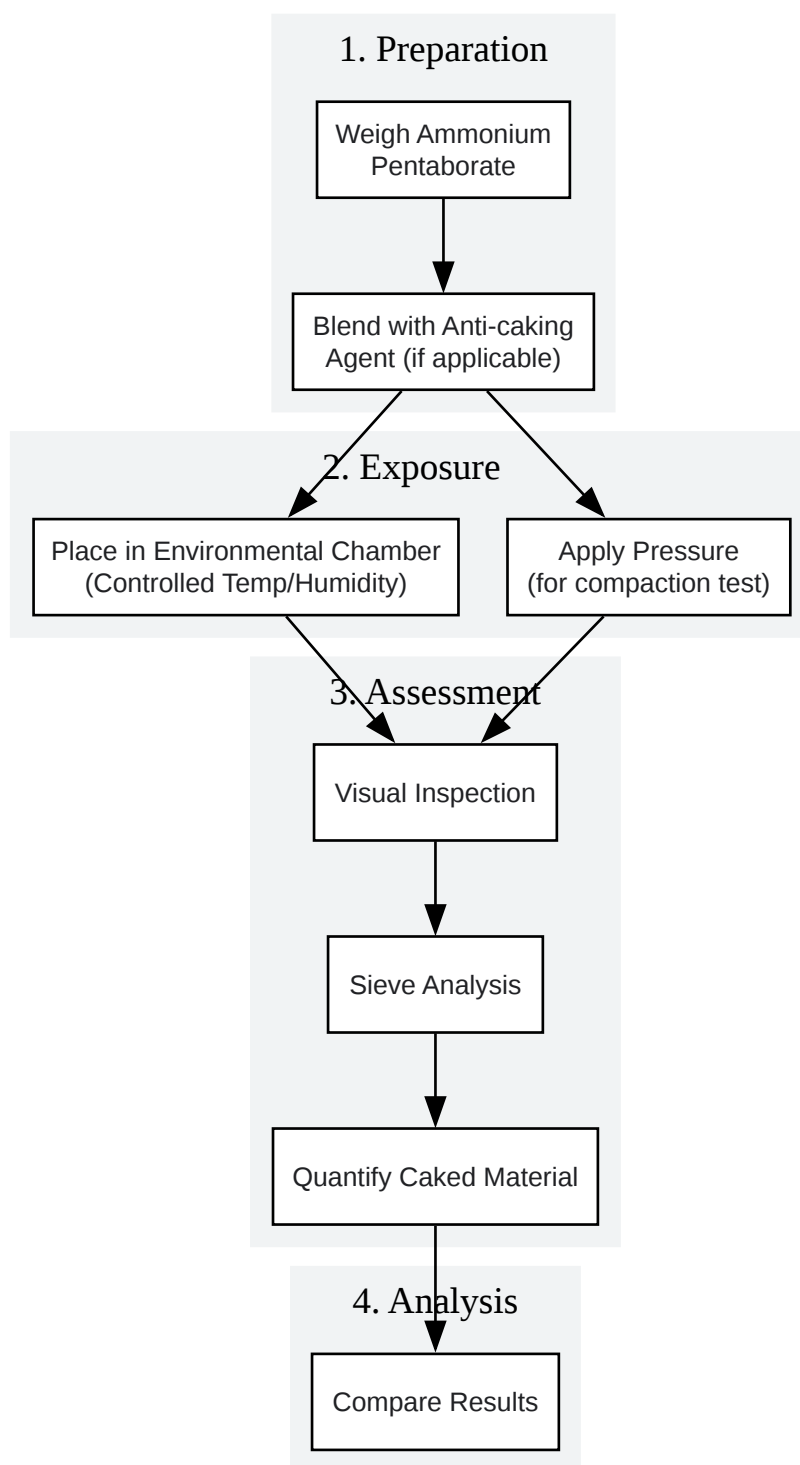 1. Preparation
Weigh Ammonium
Pentaborate
Blend with Anti-caking
Agent (if applicable)
2. Exposure
Place in Environmental Chamber
(Controlled Temp/Humidity)
Apply Pressure
(for compaction test)
3. Assessment
Visual Inspection
Sieve Analysis
Quantify Caked Material
4. Analysis
Compare Results